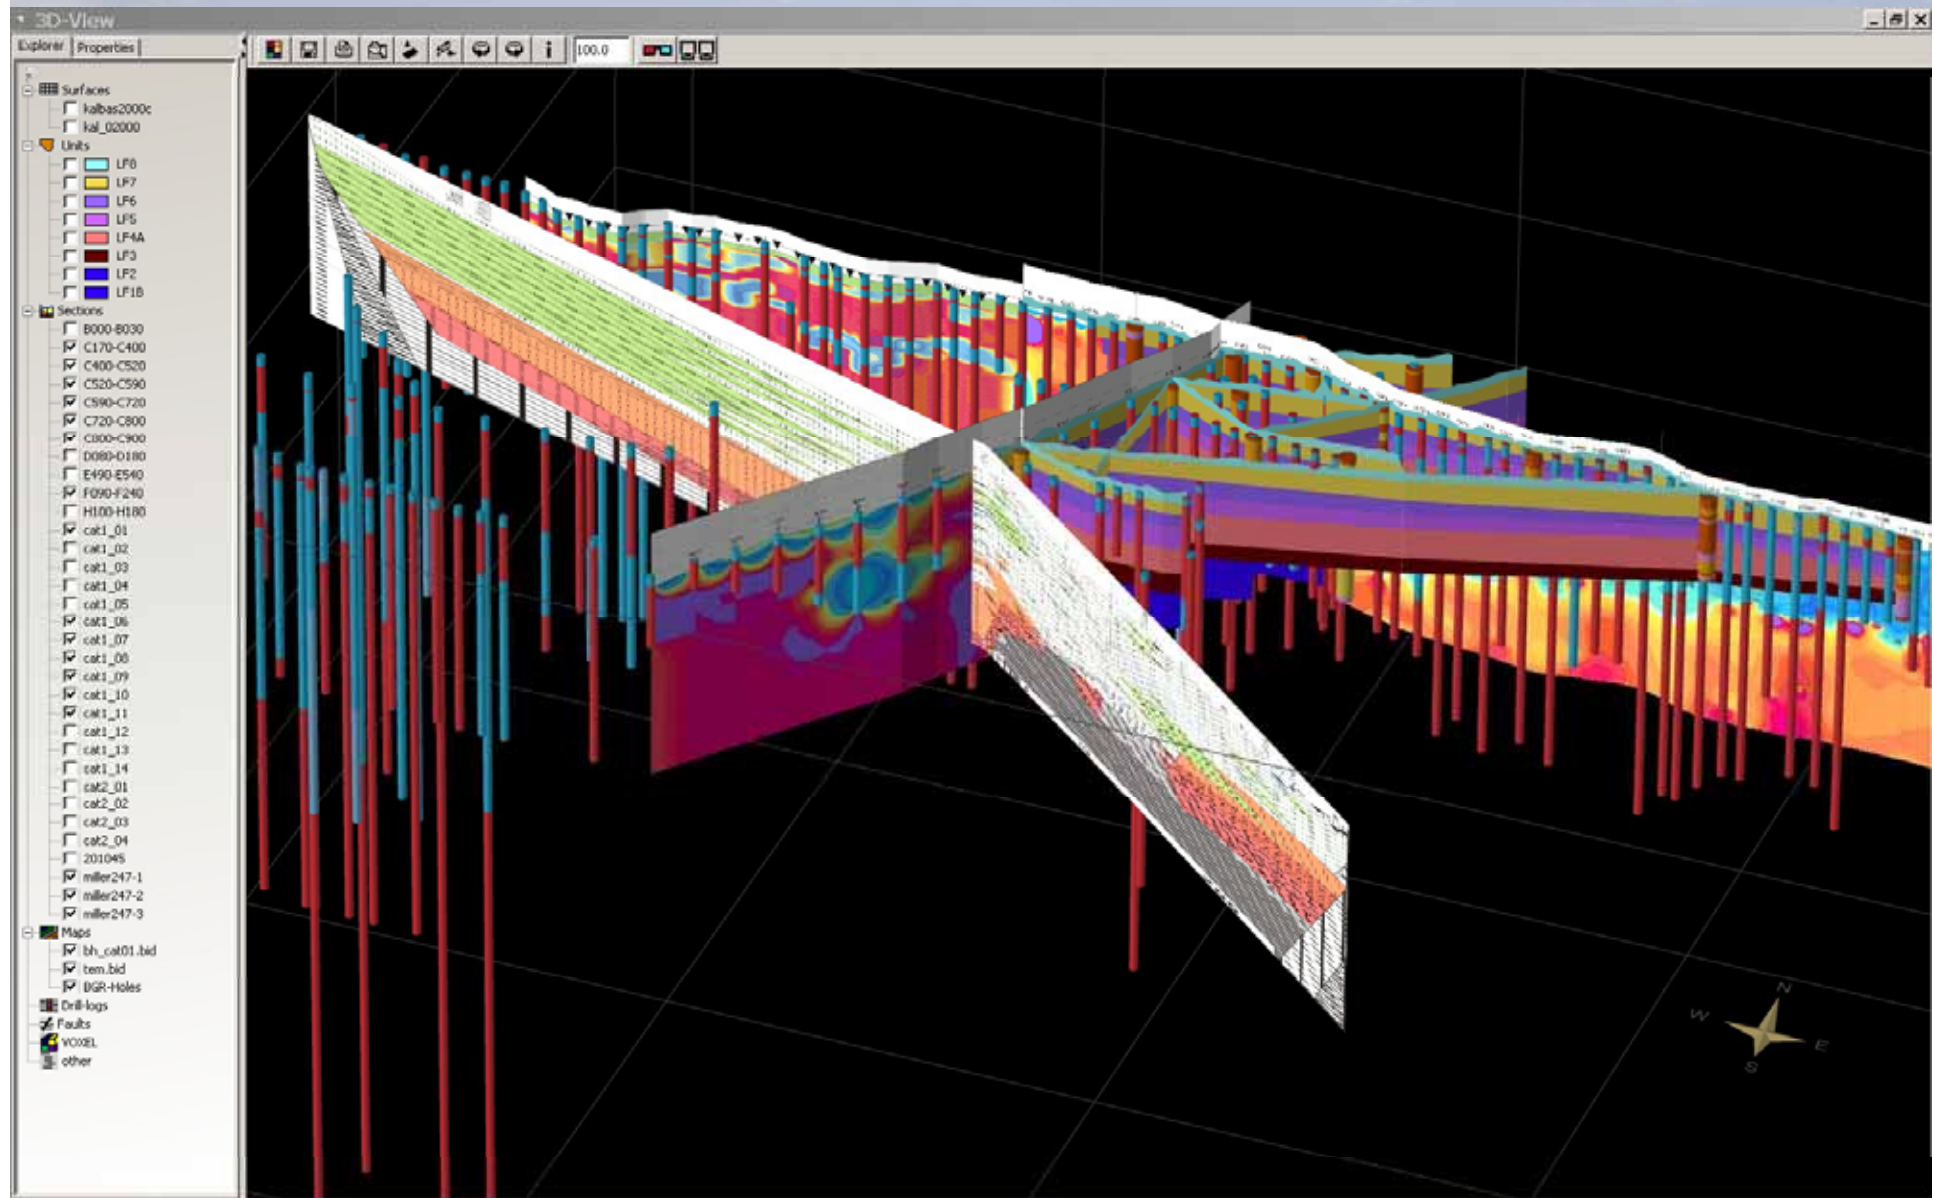 3D-View
Explorer Properties
100.0
Surfaces
kalbas2000c
kal_02000
Units
LF8
LF7
LF6
LF5
LF4A
LF3
LF2
LF1B
Sections
B000-B030
C170-C400
C400-C520
C520-C590
C590-C720
C720-C800
C800-C900
D080-D180
E490-E540
F090-F240
H100-H180
cat1_01
cat1_02
cat1_03
cat1_04
cat1_05
cat1_06
cat1_07
cat1_08
cat1_09
cat1_10
cat1_11
cat1_12
cat1_13
cat1_14
cat2_01
cat2_02
cat2_03
cat2_04
201045
miller247-1
miller247-2
miller247-3
Maps
bh_cat01.bid
tem.bid
BGR-Holes
Drill-logs
Faults
VOXEL
other
N
W
E
S